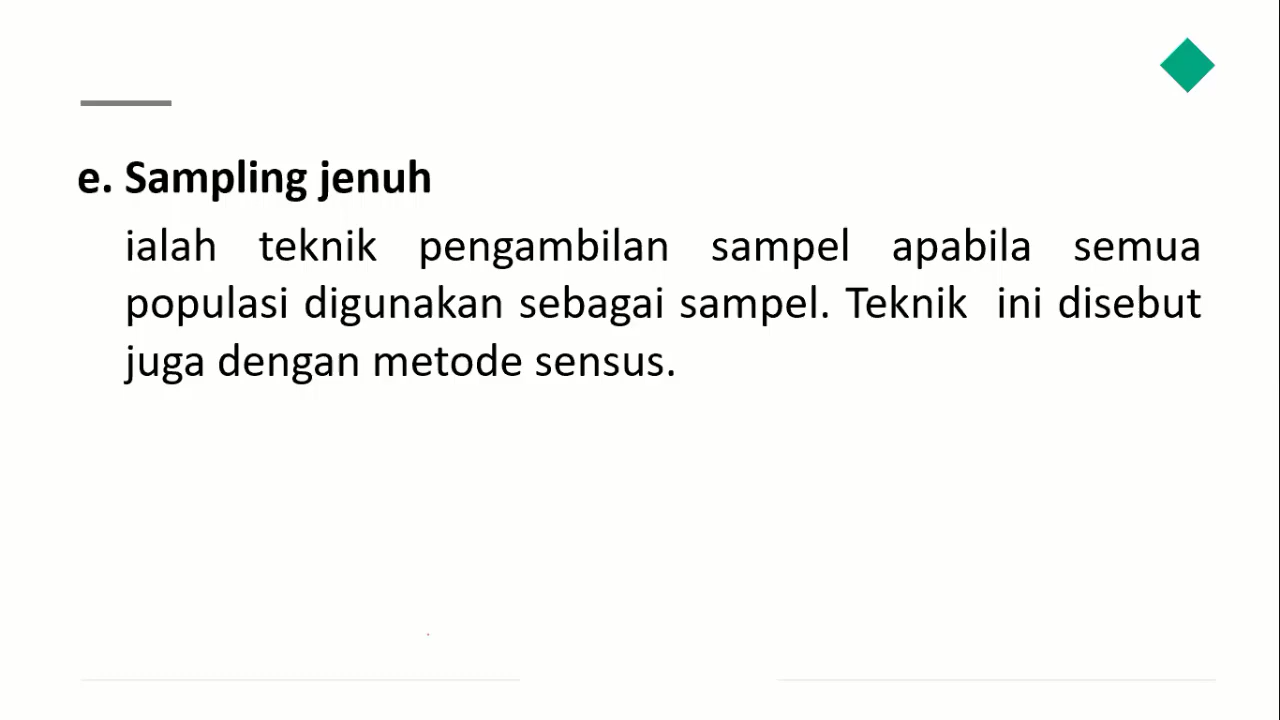 e. Sampling jenuh
ialah teknik pengambilan sampel apabila semua
populasi digunakan sebagai sampel. Teknik ini disebut
juga dengan metode sensus.